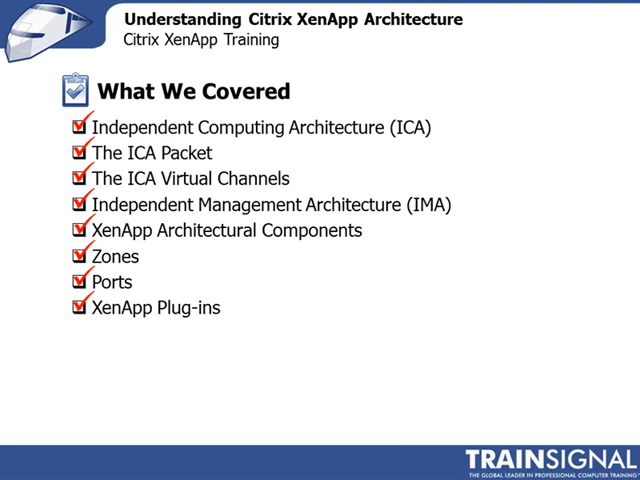 Understanding Citrix XenApp Architecture
Citrix XenApp Training
What We Covered
Independent Computing Architecture (ICA)
The ICA Packet
The ICA Virtual Channels
Independent Management Architecture (IMA)
XenApp Architectural Components
Zones
Ports
XenApp Plug-ins
TRAINSIGNAL
THE GLOBAL LEADER IN PROFESSIONAL COMPUTER TRAINING